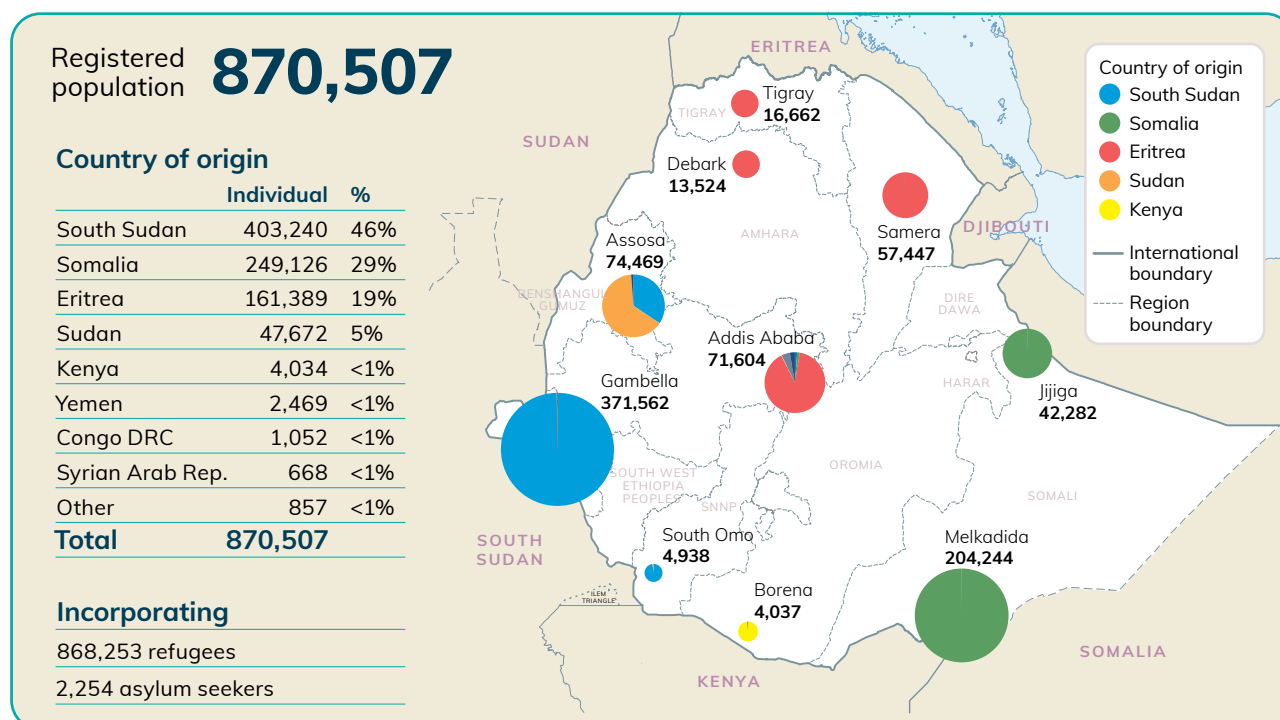 Registered
population
870,507
Country of origin
Individual %
South Sudan 403,240 46%
Somalia 249,126 29%
Eritrea 161,389 19%
Sudan 47,672 5%
Kenya 4,034 <1%
Yemen 2,469 <1%
Congo DRC 1,052 <1%
Syrian Arab Rep. 668 <1%
Other 857 <1%
Total 870,507
Incorporating
868,253 refugees
2,254 asylum seekers
ERITREA
SUDAN
DJIBOUTI
SOUTH
SUDAN
KENYA
SOMALIA
Tigray
16,662
TIGRAY
Debark
13,524
Samera
57,447
AMHARA
Assosa
74,469
BENSHANGUL
GUMUZ
DIRE
DAWA
Addis Ababa
71,604
Gambella
371,562
HARAR
Jijiga
42,282
OROMIA
SOUTH WEST
ETHIOPIA
PEOPLES
SNNP
SOMALI
South Omo
4,938
Melkadida
204,244
ILEM
TRIANGLE
Borena
4,037
Country of origin
South Sudan
Somalia
Eritrea
Sudan
Kenya
International
boundary
Region
boundary